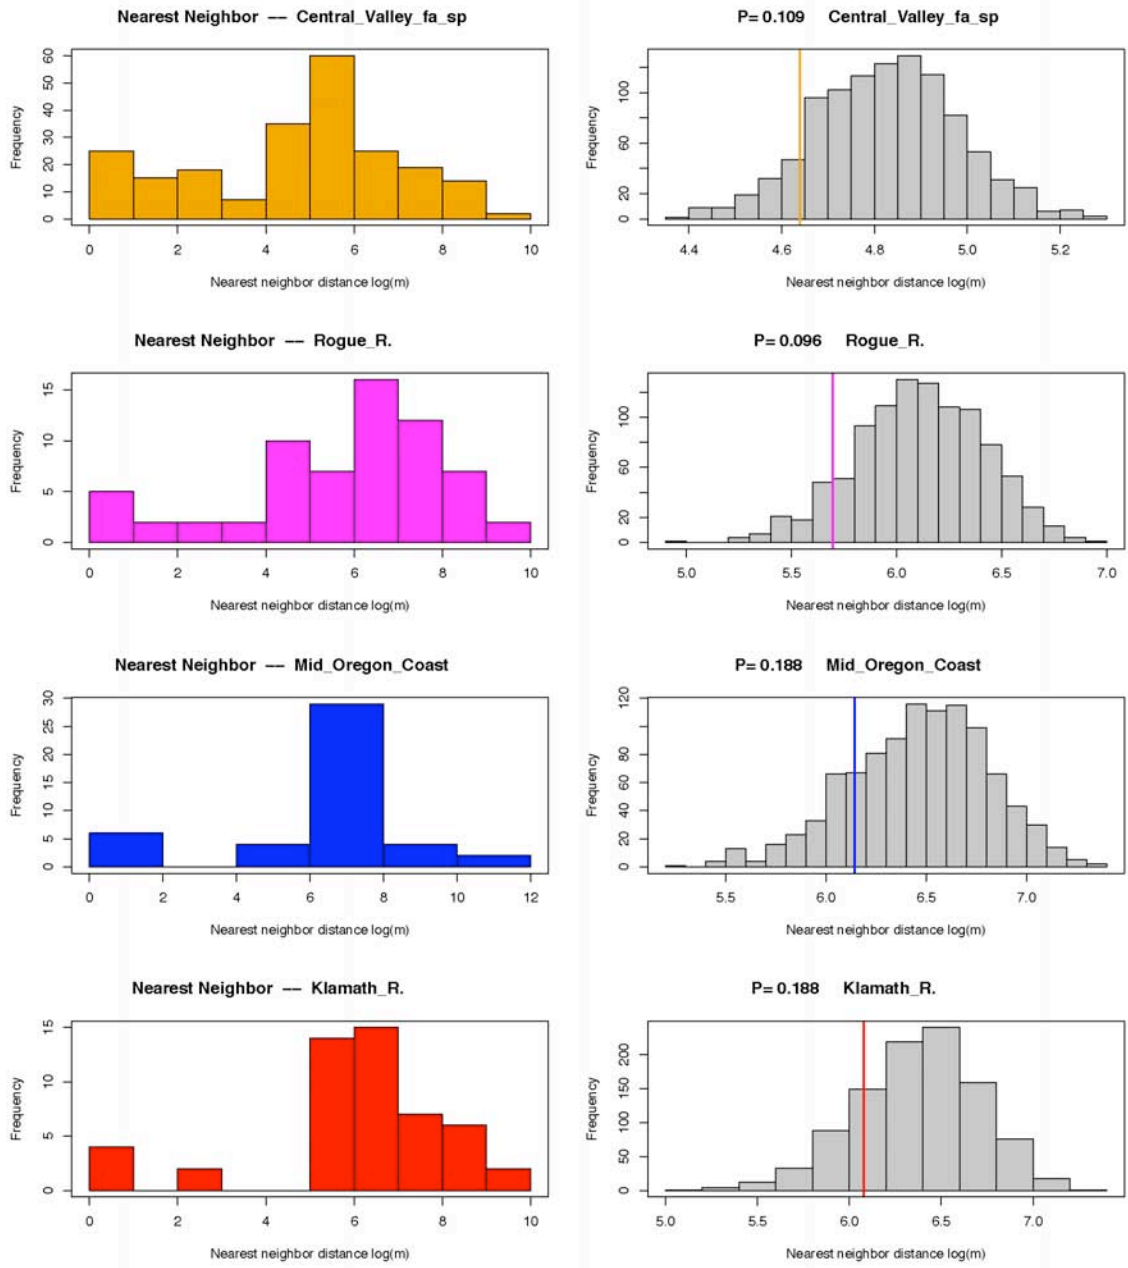 Nearest Neighbor –– Central_Valley_fa_sp
Frequency
0 10 20 30 40 50 60
0 2 4 6 8 10
Nearest neighbor distance log(m)
P= 0.109 Central_Valley_fa_sp
Frequency
0 20 60 100
4.4 4.6 4.8 5.0 5.2
Nearest neighbor distance log(m)
Nearest Neighbor –– Rogue_R.
Frequency
0 5 10 15
0 2 4 6 8 10
Nearest neighbor distance log(m)
P= 0.096 Rogue_R.
Frequency
0 20 60 100
5.0 5.5 6.0 6.5 7.0
Nearest neighbor distance log(m)
Nearest Neighbor –– Mid_Oregon_Coast
Frequency
0 5 10 15 20 25 30
0 2 4 6 8 10 12
Nearest neighbor distance log(m)
P= 0.188 Mid_Oregon_Coast
Frequency
0 20 40 60 80 100 120
5.5 6.0 6.5 7.0
Nearest neighbor distance log(m)
Nearest Neighbor –– Klamath_R.
Frequency
0 5 10 15
0 2 4 6 8 10
Nearest neighbor distance log(m)
P= 0.188 Klamath_R.
Frequency
0 50 100 150 200
5.0 5.5 6.0 6.5 7.0
Nearest neighbor distance log(m)